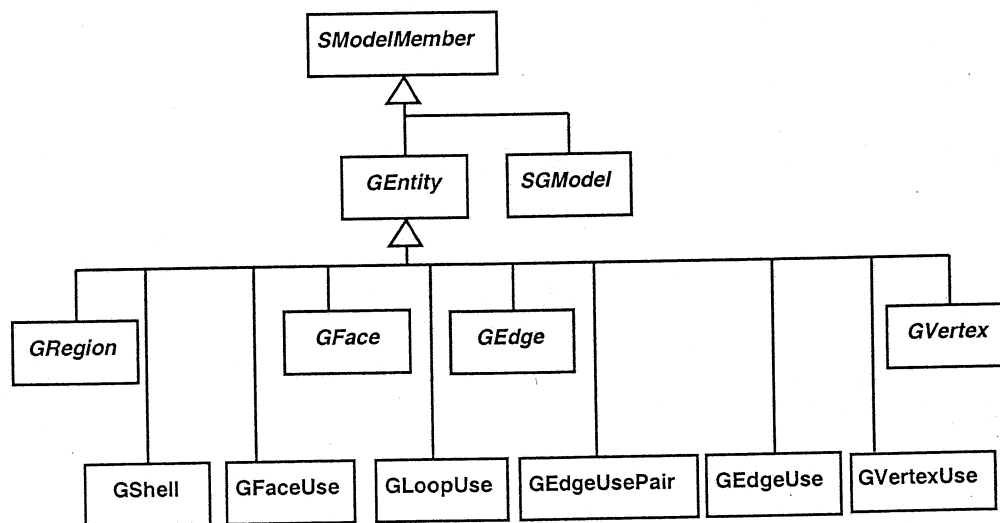 SModelMember
GEntity
SGModel
GRegion
GFace
GEdge
GVertex
GShell
GFaceUse
GLoopUse
GEdgeUsePair
GEdgeUse
GVertexUse